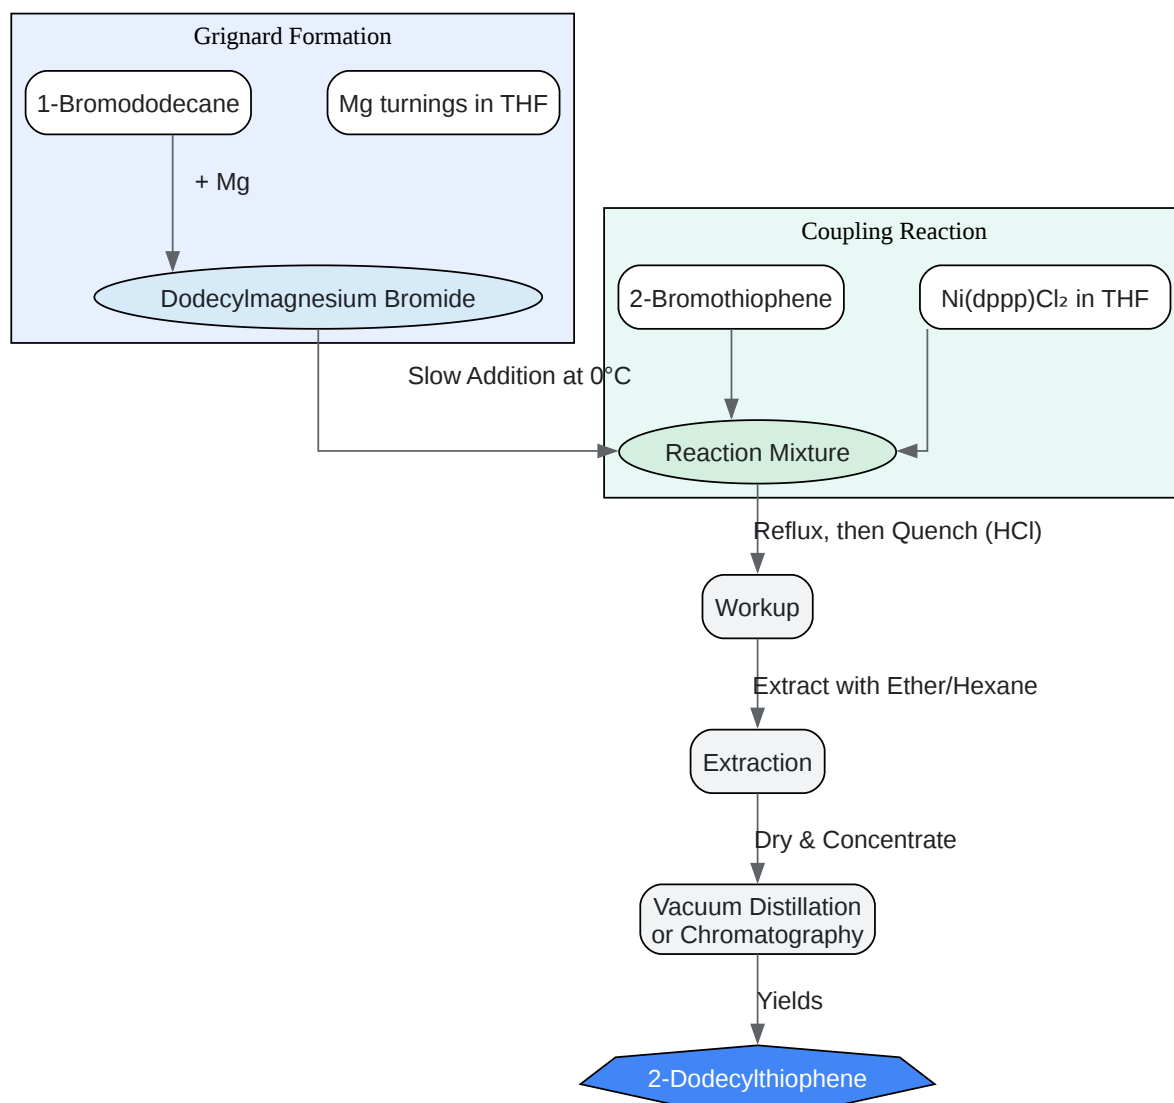 Grignard Formation
1-Bromododecane
Mg turnings in THF
+ Mg
Dodecylmagnesium Bromide
Slow Addition at 0°C
Coupling Reaction
2-Bromothiophene
Ni(dppp)Cl₂ in THF
Reaction Mixture
Reflux, then Quench (HCl)
Workup
Extract with Ether/Hexane
Extraction
Dry & Concentrate
Vacuum Distillation
or Chromatography
Yields
2-Dodecylthiophene